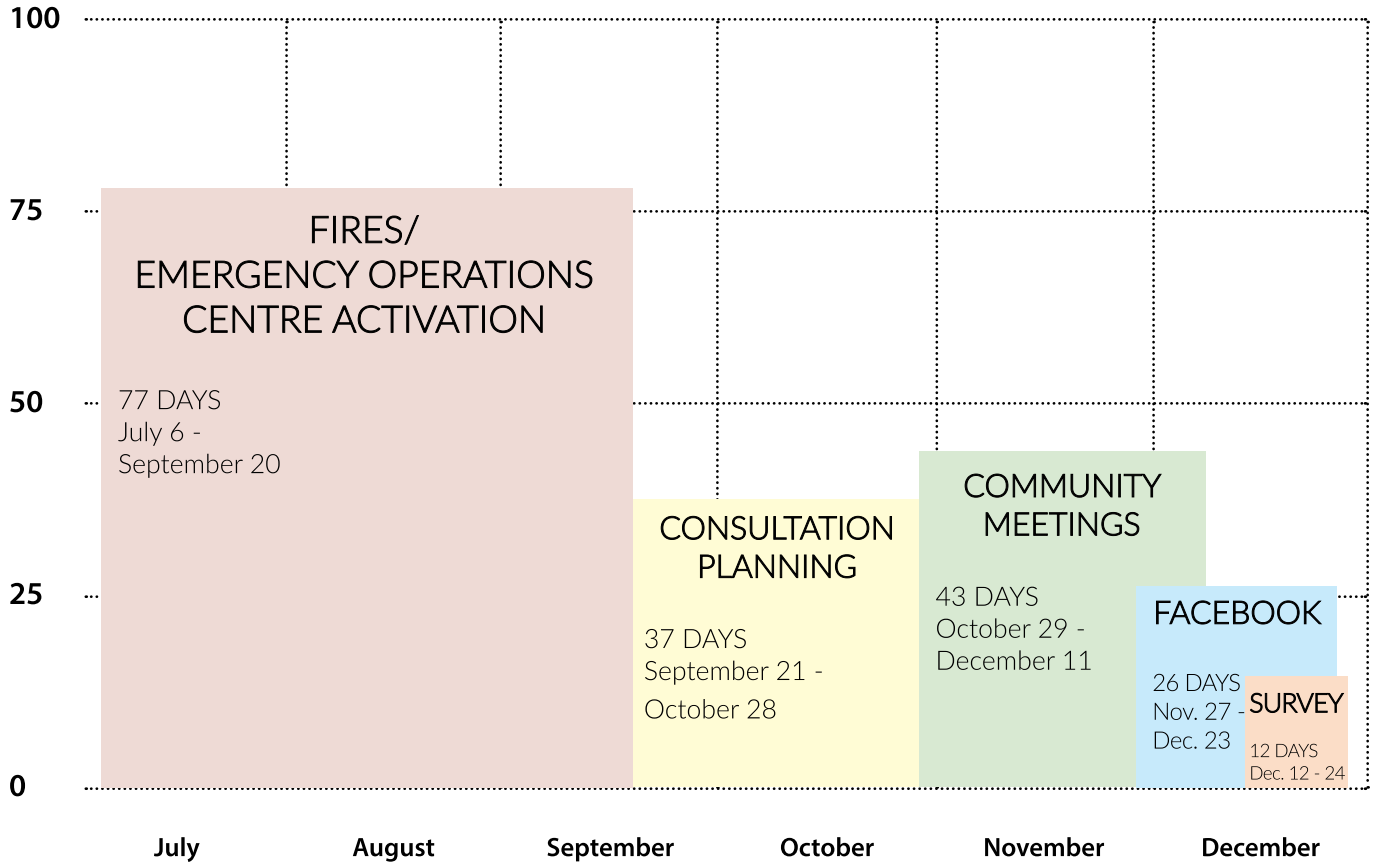 100
75
50
25
0
FIRES/
EMERGENCY OPERATIONS
CENTRE ACTIVATION
77 DAYS
July 6 -
September 20
CONSULTATION
PLANNING
37 DAYS
September 21 -
October 28
COMMUNITY
MEETINGS
43 DAYS
October 29 -
December 11
FACEBOOK
26 DAYS
Nov. 27 -
Dec. 23
SURVEY
12 DAYS
Dec. 12 - 24
July
August
September
October
November
December